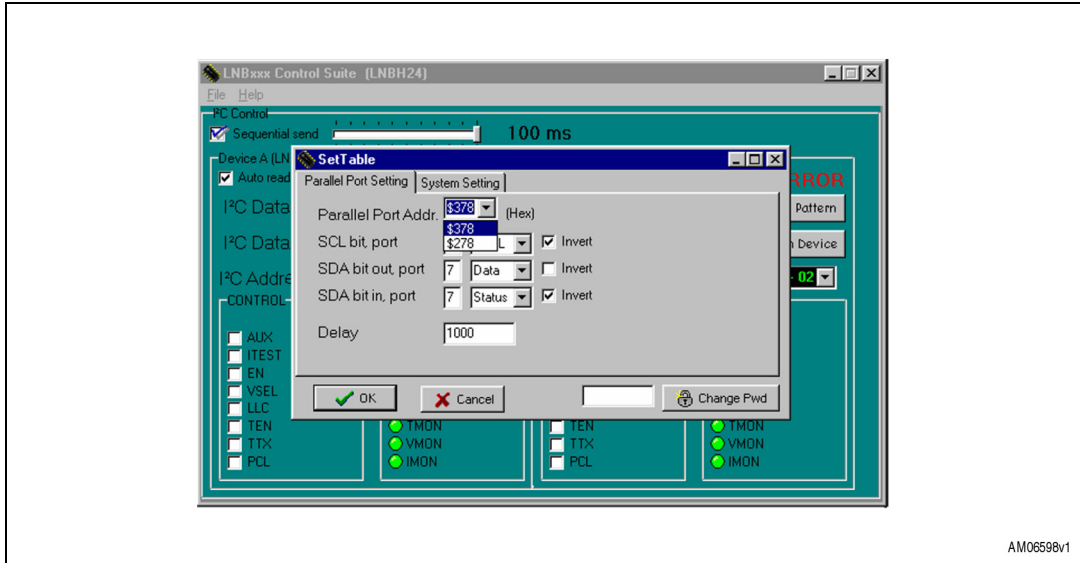 LNBxxx Control Suite (LNBH24)
File Help
I²C Control
Sequential send 100 ms
Device A (LN
Auto read
I²C Data
I²C Data
I²C Addre
RROR
Pattern
Device
02
SetTable
Parallel Port Setting System Setting
Parallel Port Addr. $378 (Hex)
$378
$278
SCL bit, port L Invert
SDA bit out, port 7 Data Invert
SDA bit in, port 7 Status Invert
Delay 1000
OK Cancel Change Pwd
CONTROL
AUX
ITEST
EN
VSEL
LLC
TEN TMON TEN TMON
TTX VMON TTX VMON
PCL IMON PCL IMON
AM06598v1